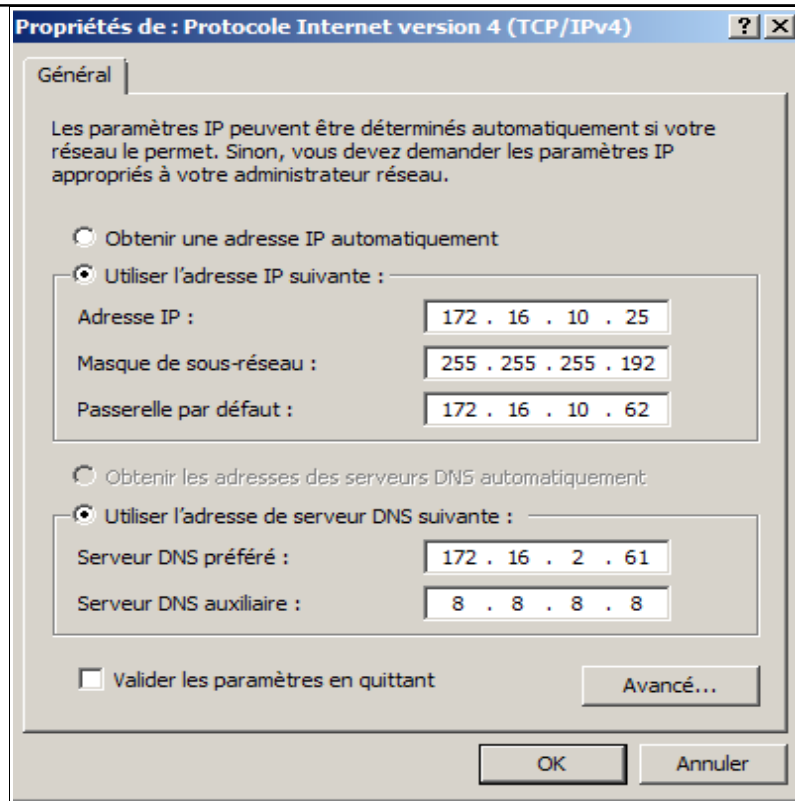 Propriétés de : Protocole Internet version 4 (TCP/IPv4)
Général
Les paramètres IP peuvent être déterminés automatiquement si votre
réseau le permet. Sinon, vous devez demander les paramètres IP
appropriés à votre administrateur réseau.
Obtenir une adresse IP automatiquement
Utiliser l'adresse IP suivante :
Adresse IP : 172 . 16 . 10 . 25
Masque de sous-réseau : 255 . 255 . 255 . 192
Passerelle par défaut : 172 . 16 . 10 . 62
Obtenir les adresses des serveurs DNS automatiquement
Utiliser l'adresse de serveur DNS suivante :
Serveur DNS préféré : 172 . 16 . 2 . 61
Serveur DNS auxiliaire : 8 . 8 . 8 . 8
Valider les paramètres en quittant
Avancé...
OK Annuler